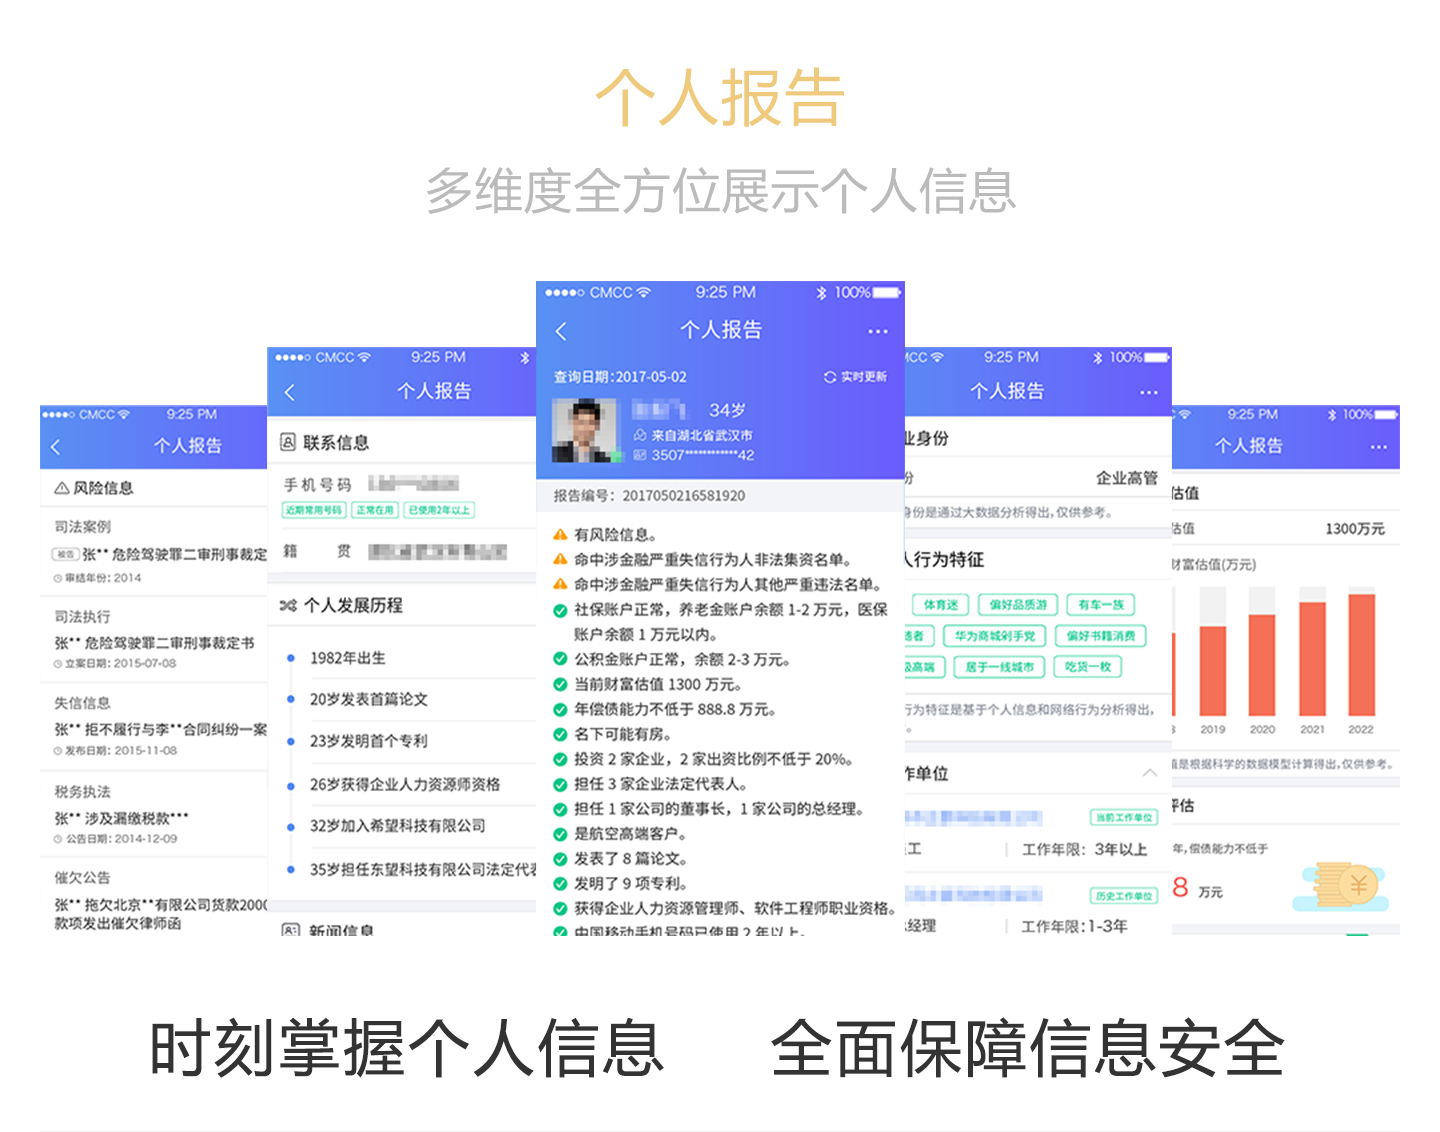 个人报告
多维度全方位展示个人信息
CMCC 9:25 PM
个人报告
风险信息
司法案例
被告 张** 危险驾驶罪二审刑事裁定
审结年份：2014
司法执行
张** 危险驾驶罪二审刑事裁定书
立案日期：2015-07-08
失信信息
张** 拒不履行与李**合同纠纷一案
发布日期：2015-11-08
税务执法
张** 涉及漏缴税款***
公告日期：2014-12-09
催欠公告
张** 拖欠北京**有限公司货款2000
款项发出催欠律师函
CMCC 9:25 PM
个人报告
联系信息
手机号码
近期常用号码 正常在用 已使用2年以上
籍 贯
个人发展历程
1982年出生
20岁发表首篇论文
23岁发明首个专利
26岁获得企业人力资源师资格
32岁加入希望科技有限公司
35岁担任东望科技有限公司法定代表
新闻信息
CMCC 9:25 PM 100%
个人报告
查询日期：2017-05-02 实时更新
34岁
来自湖北省武汉市
3507************42
报告编号：2017050216581920
有风险信息。
命中涉金融严重失信行为人非法集资名单。
命中涉金融严重失信行为人其他严重违法名单。
社保账户正常，养老金账户余额 1-2 万元，医保
账户余额 1 万元以内。
公积金账户正常，余额 2-3 万元。
当前财富估值 1300 万元。
年偿债能力不低于 888.8 万元。
名下可能有房。
投资 2 家企业，2 家出资比例不低于 20%。
担任 3 家企业法定代表人。
担任 1 家公司的董事长，1 家公司的总经理。
是航空高端客户。
发表了 8 篇论文。
发明了 9 项专利。
获得企业人力资源管理师、软件工程师职业资格。
中国移动手机号码已使用 2 年以上。
CC 9:25 PM 100%
个人报告
业身份
份 企业高管
身份是通过大数据分析得出，仅供参考。
人行为特征
体育迷 偏好品质游 有车一族
者 华为商城剁手党 偏好书籍消费
高端 居于一线城市 吃货一枚
行为特征是基于个人信息和网络行为分析得出，
。
作单位
当前工作单位
工 工作年限：3年以上
历史工作单位
经理 工作年限：1-3年
9:25 PM 100%
个人报告
估值
估值 1300万元
财富估值(万元)
2019 2020 2021 2022
值是根据科学的数据模型计算得出，仅供参考。
评估
年，偿债能力不低于
8 万元
时刻掌握个人信息 全面保障信息安全